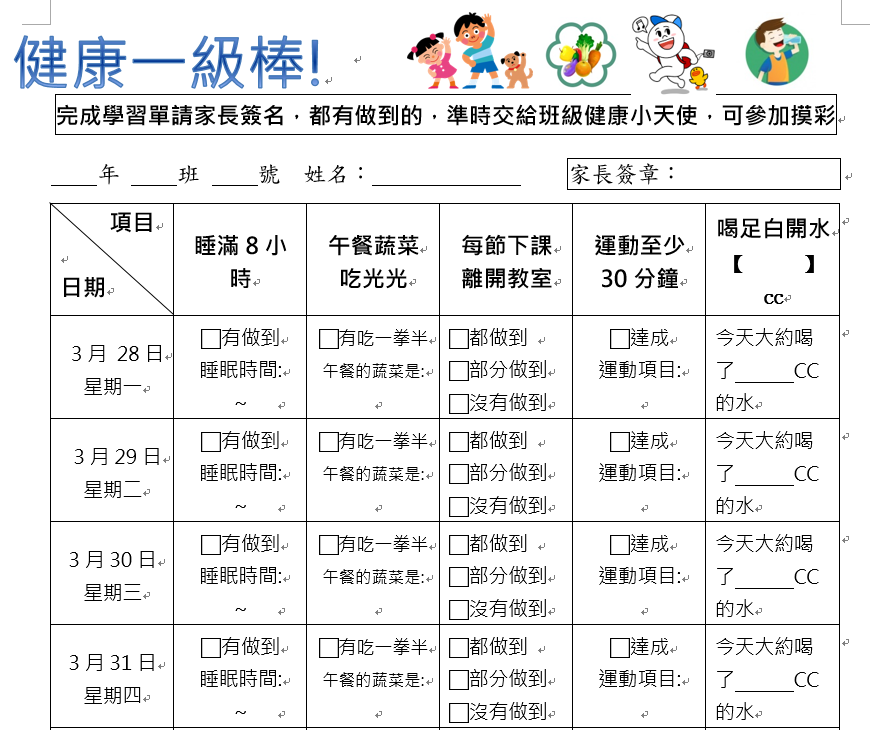 健康一級棒!
完成學習單請家長簽名，都有做到的，準時交給班級健康小天使，可參加摸彩
____年 ____班 ____號 姓名：_____________ 家長簽章：
項目
日期
睡滿 8 小
時
午餐蔬菜
吃光光
每節下課
離開教室
運動至少
30 分鐘
喝足白開水
【 】
cc
3 月 28 日
星期一
□有做到
睡眠時間:
~
□有吃一拳半
午餐的蔬菜是:
□都做到
□部分做到
□沒有做到
□達成
運動項目:
今天大約喝
了_____CC
的水
3 月 29 日
星期二
□有做到
睡眠時間:
~
□有吃一拳半
午餐的蔬菜是:
□都做到
□部分做到
□沒有做到
□達成
運動項目:
今天大約喝
了_____CC
的水
3 月 30 日
星期三
□有做到
睡眠時間:
~
□有吃一拳半
午餐的蔬菜是:
□都做到
□部分做到
□沒有做到
□達成
運動項目:
今天大約喝
了_____CC
的水
3 月 31 日
星期四
□有做到
睡眠時間:
~
□有吃一拳半
午餐的蔬菜是:
□都做到
□部分做到
□沒有做到
□達成
運動項目:
今天大約喝
了_____CC
的水